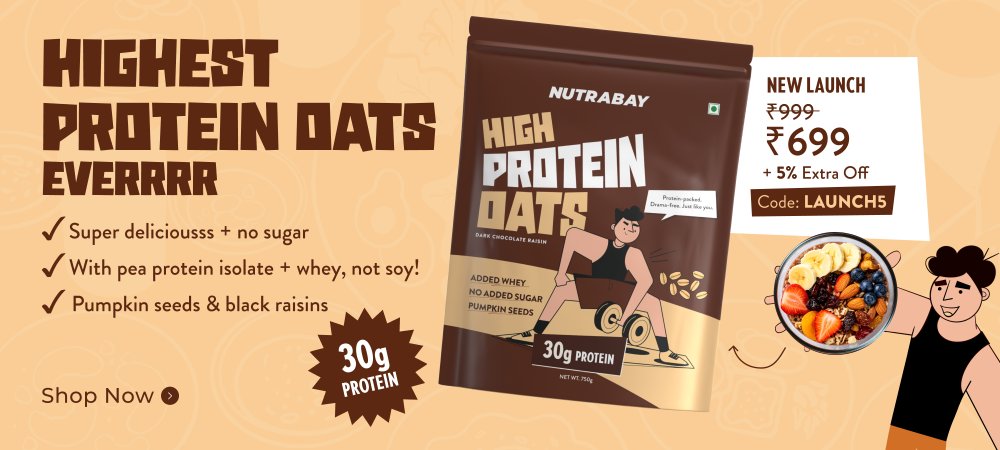 HIGHEST
PROTEIN OATS
EVERRRR
Super deliciousss + no sugar
With pea protein isolate + whey, not soy!
Pumpkin seeds & black raisins
30g
PROTEIN
Shop Now
NUTRABAY
HIGH
PROTEIN
OATS
DARK CHOCOLATE RAISIN
Protein-packed.
Drama-free. Just like you.
ADDED WHEY
NO ADDED SUGAR
PUMPKIN SEEDS
30g PROTEIN
NET WT. 750g
NEW LAUNCH
₹999
₹699
+ 5% Extra Off
Code: LAUNCH5